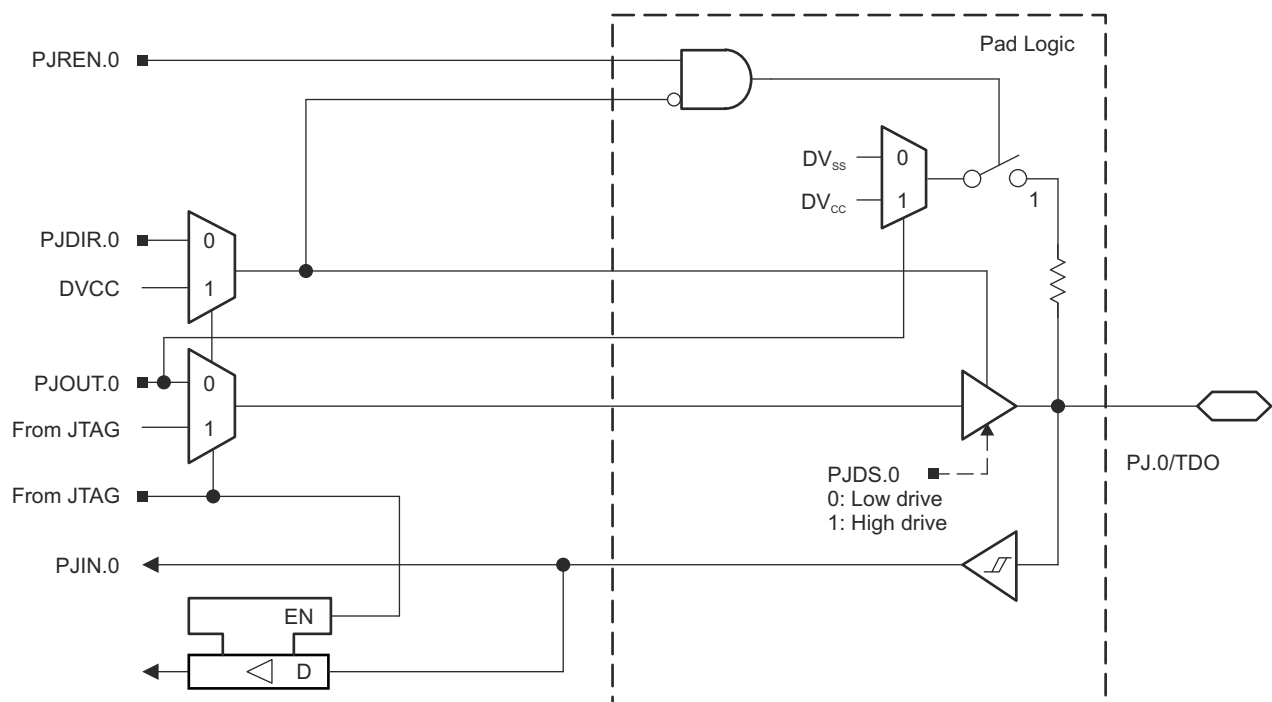 Pad Logic
PJREN.0
DVSS 0
DVCC 1
1
PJDIR.0 0
DVCC 1
PJOUT.0 0
From JTAG 1
PJDS.0
0: Low drive
1: High drive
PJ.0/TDO
From JTAG
PJIN.0
EN
D